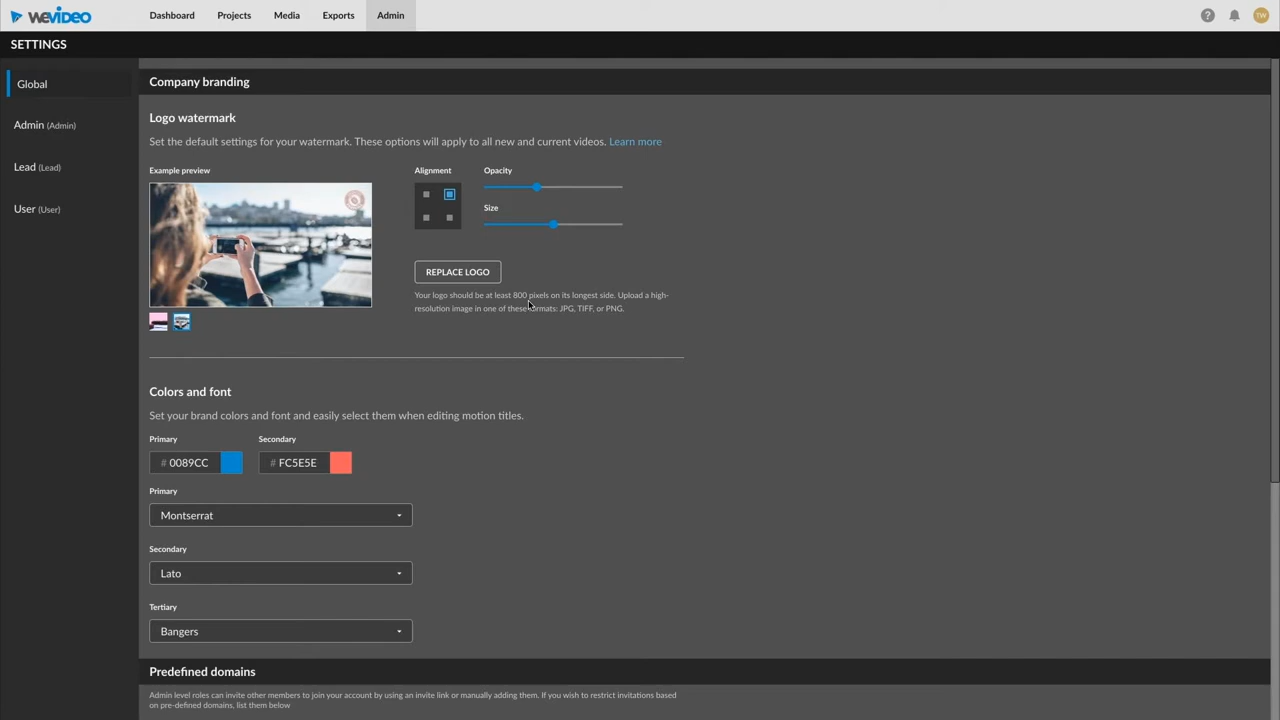 wevideo Dashboard Projects Media Exports Admin ? TW
SETTINGS
Global
Admin (Admin)
Lead (Lead)
User (User)
Company branding
Logo watermark
Set the default settings for your watermark. These options will apply to all new and current videos. Learn more
Example preview
Alignment
Opacity
Size
REPLACE LOGO
Your logo should be at least 800 pixels on its longest side. Upload a high-
resolution image in one of these formats: JPG, TIFF, or PNG.
Colors and font
Set your brand colors and font and easily select them when editing motion titles.
Primary Secondary
# 0089CC # FC5E5E
Primary
Montserrat
Secondary
Lato
Tertiary
Bangers
Predefined domains
Admin level roles can invite other members to join your account by using an invite link or manually adding them. If you wish to restrict invitations based
on pre-defined domains, list them below